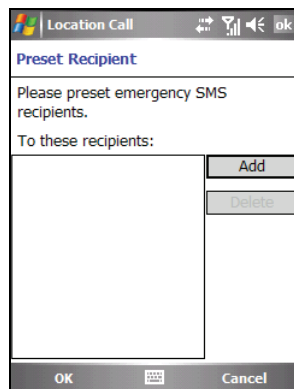 Location Call ok
Preset Recipient
Please preset emergency SMS
recipients.
To these recipients:
Add
Delete
OK Cancel